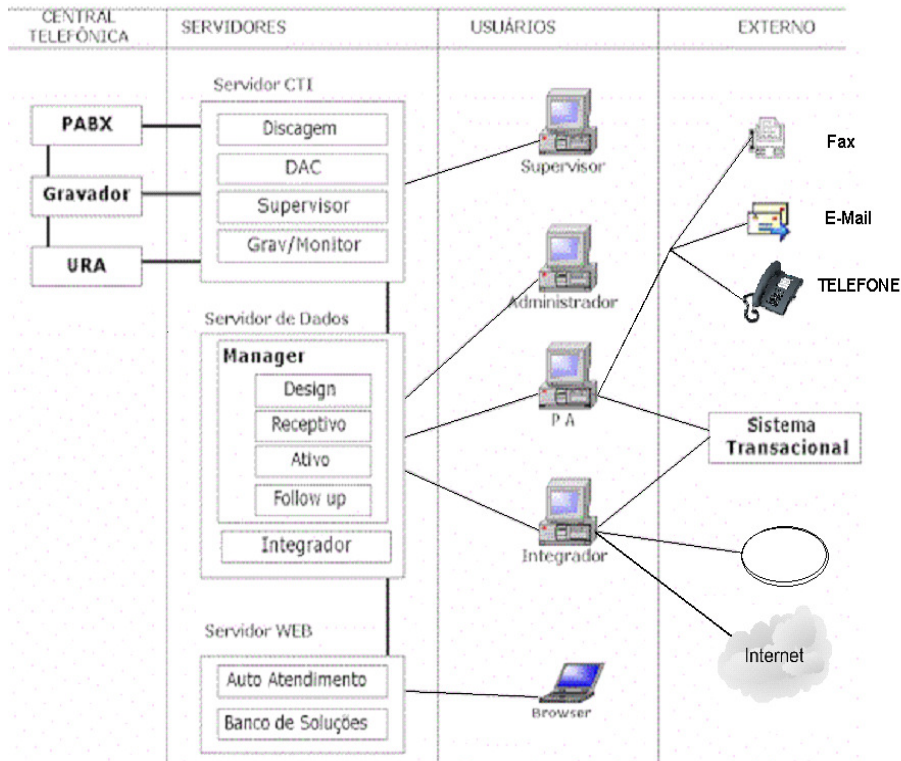 CENTRAL
TELEFÔNICA
SERVIDORES
USUÁRIOS
EXTERNO
Servidor CTI
PABX
Gravador
URA
Discagem
DAC
Supervisor
Grav/Monitor
Supervisor
Fax
E-Mail
TELEFONE
Administrador
Servidor de Dados
Manager
Design
Receptivo
Ativo
Follow up
Integrador
P A
Sistema
Transacional
Integrador
Internet
Servidor WEB
Auto Atendimento
Banco de Soluções
Browser